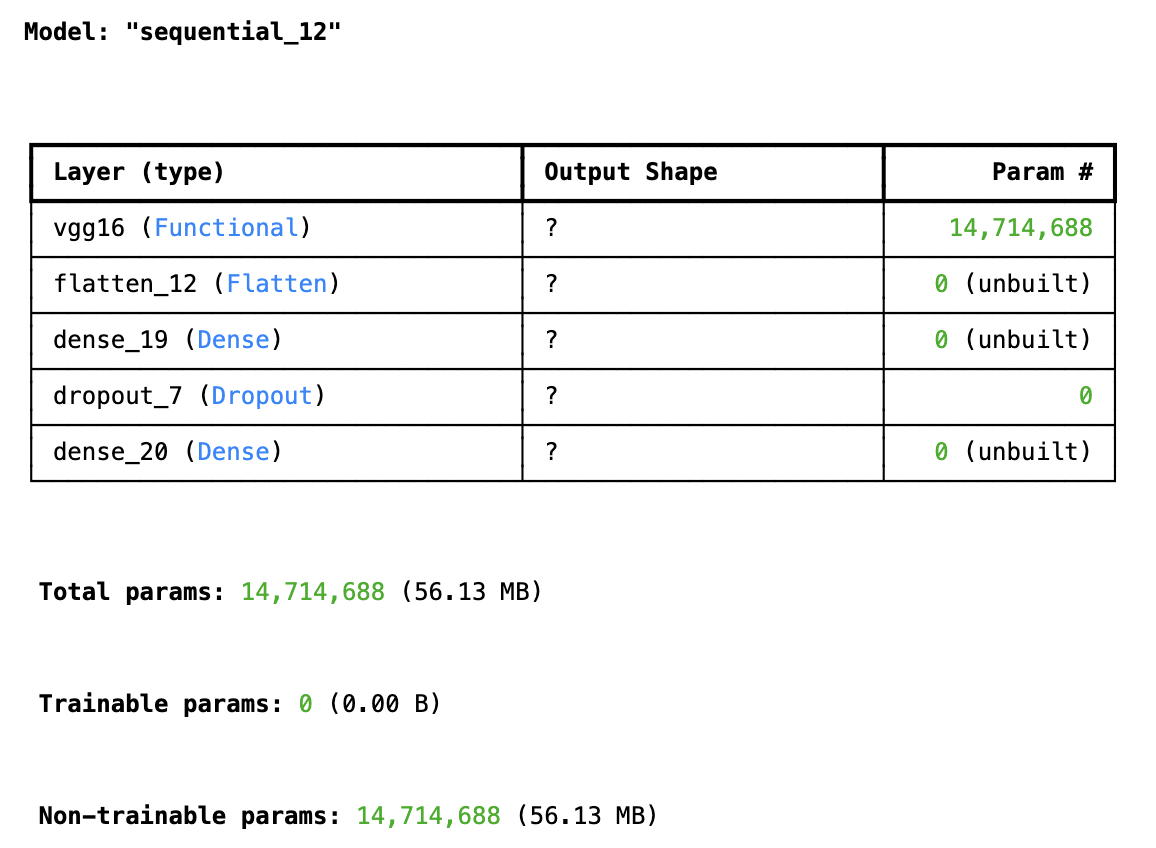 Model: "sequential_12"
Layer (type) Output Shape Param #
vgg16 (Functional) ? 14,714,688
flatten_12 (Flatten) ? 0 (unbuilt)
dense_19 (Dense) ? 0 (unbuilt)
dropout_7 (Dropout) ? 0
dense_20 (Dense) ? 0 (unbuilt)
Total params: 14,714,688 (56.13 MB)
Trainable params: 0 (0.00 B)
Non-trainable params: 14,714,688 (56.13 MB)